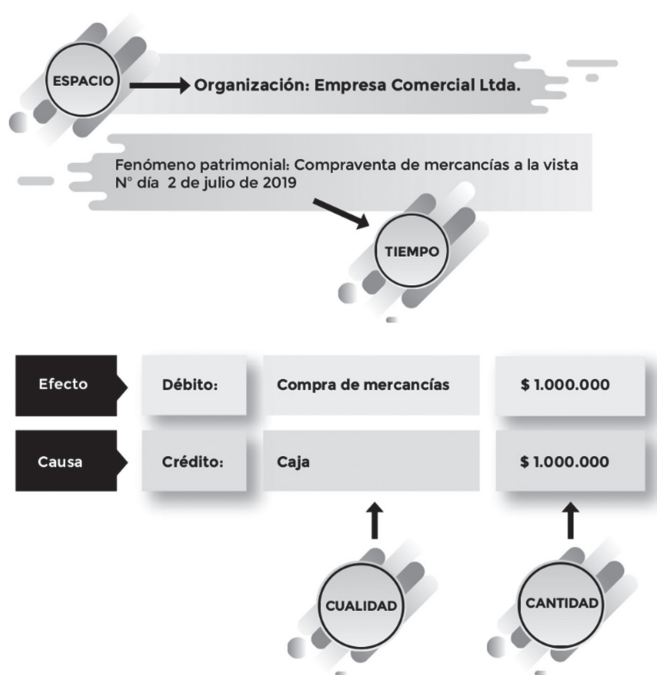 ESPACIO
Organización: Empresa Comercial Ltda.
Fenómeno patrimonial: Compraventa de mercancías a la vista
N° día 2 de julio de 2019
TIEMPO
Efecto Débito: Compra de mercancías $ 1.000.000
Causa Crédito: Caja $ 1.000.000
CUALIDAD CANTIDAD